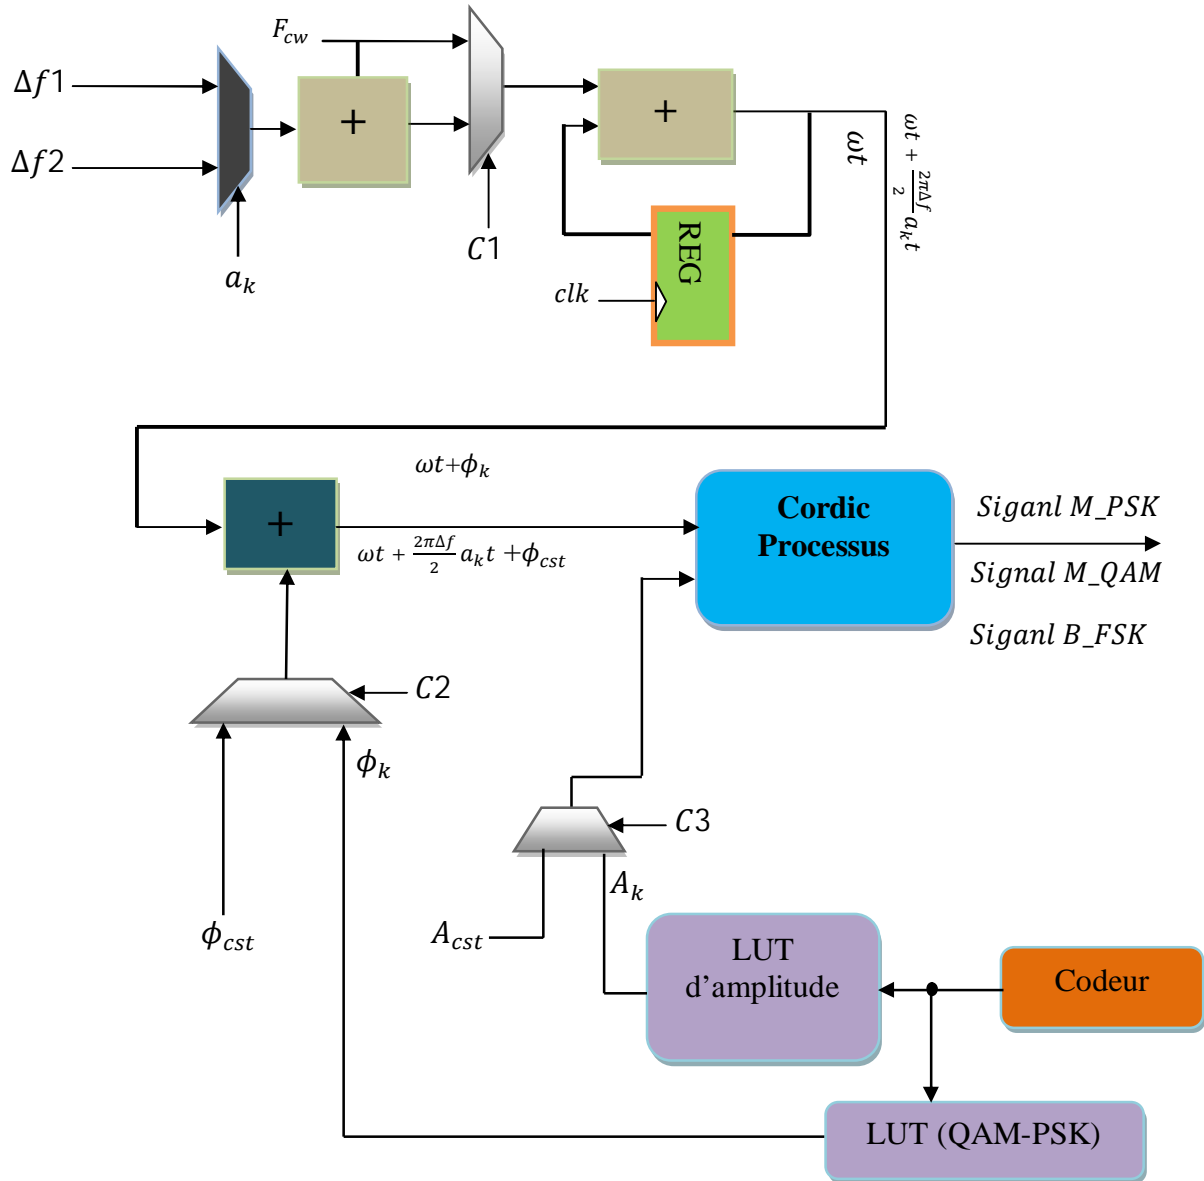 F_cw
Δf1
Δf2
+
+
a_k
C1
REG
clk
ωt
ωt + \frac{2πΔf}{2} a_k t
ωt+ϕ_k
+
ωt + \frac{2πΔf}{2} a_k t +ϕ_cst
Cordic
Processus
Siganl M_PSK
Signal M_QAM
Siganl B_FSK
C2
ϕ_k
ϕ_cst
C3
A_k
A_cst
LUT
d’amplitude
Codeur
LUT (QAM-PSK)